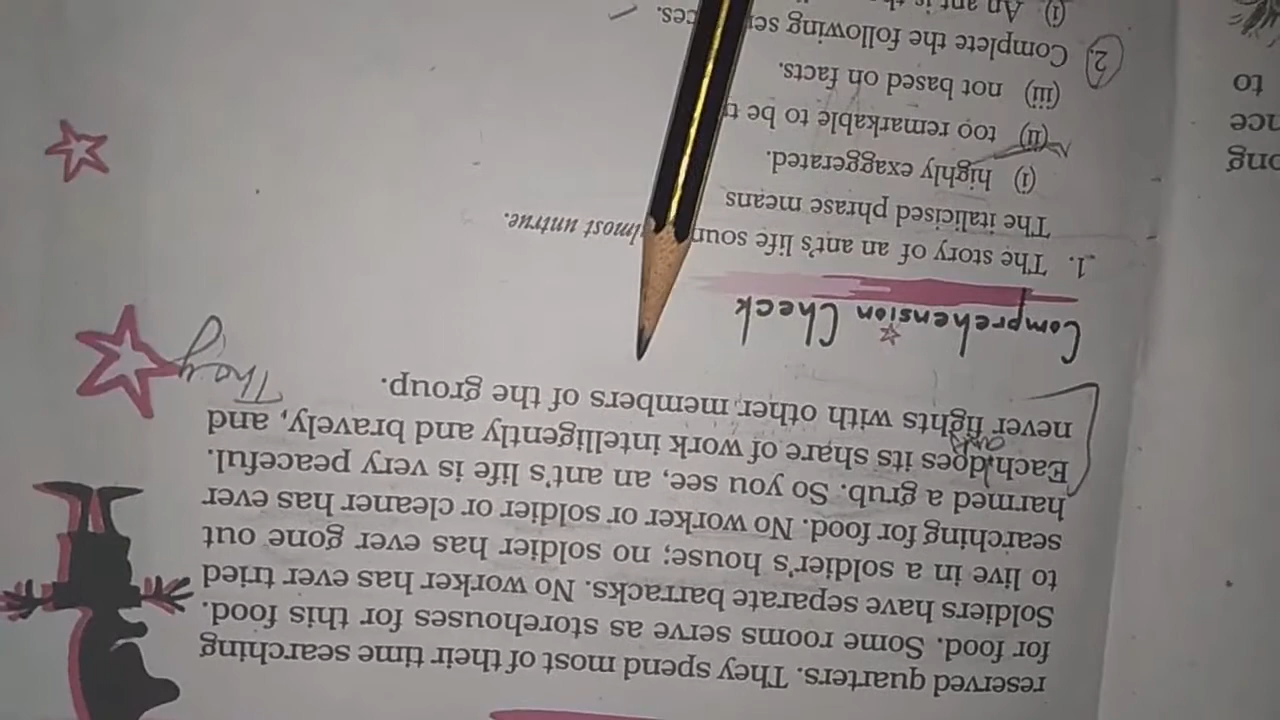 reserved quarters. They spend most of their time searching
for food. Some rooms serve as storehouses for this food.
Soldiers have separate barracks. No worker has ever tried
to live in a soldier's house; no soldier has ever gone out
searching for food. No worker or soldier or cleaner has ever
harmed a grub. So you see, an ant's life is very peaceful.
Each does its share of work intelligently and bravely, and
never fights with other members of the group.
Comprehension Check
1. The story of an ant's life almost untrue.
The italicised phrase means
(i) highly exaggerated.
(ii) too remarkable to be
(iii) not based on facts.
2. Complete the following
(i) An ant is
ong
nce
to